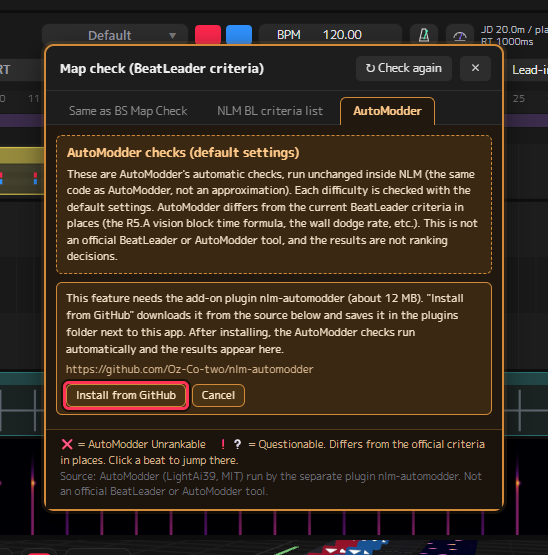 Default ▼ BPM 120.00
JD 20.0m / pla
RT 1000ms
RT
Map check (BeatLeader criteria) ↻ Check again ✕
Lead-in
Same as BS Map Check NLM BL criteria list AutoModder
0 11 25
AutoModder checks (default settings)
These are AutoModder's automatic checks, run unchanged inside NLM (the same
code as AutoModder, not an approximation). Each difficulty is checked with the
default settings. AutoModder differs from the current BeatLeader criteria in
places (the R5.A vision block time formula, the wall dodge rate, etc.). This is not
an official BeatLeader or AutoModder tool, and the results are not ranking
decisions.
This feature needs the add-on plugin nlm-automodder (about 12 MB). "Install
from GitHub" downloads it from the source below and saves it in the plugins
folder next to this app. After installing, the AutoModder checks run
automatically and the results appear here.
https://github.com/Oz-Co-two/nlm-automodder
Install from GitHub Cancel
❌ = AutoModder Unrankable ❗❓ = Questionable. Differs from the official criteria
in places. Click a beat to jump there.
Source: AutoModder (LightAi39, MIT) run by the separate plugin nlm-automodder. Not
an official BeatLeader or AutoModder tool.